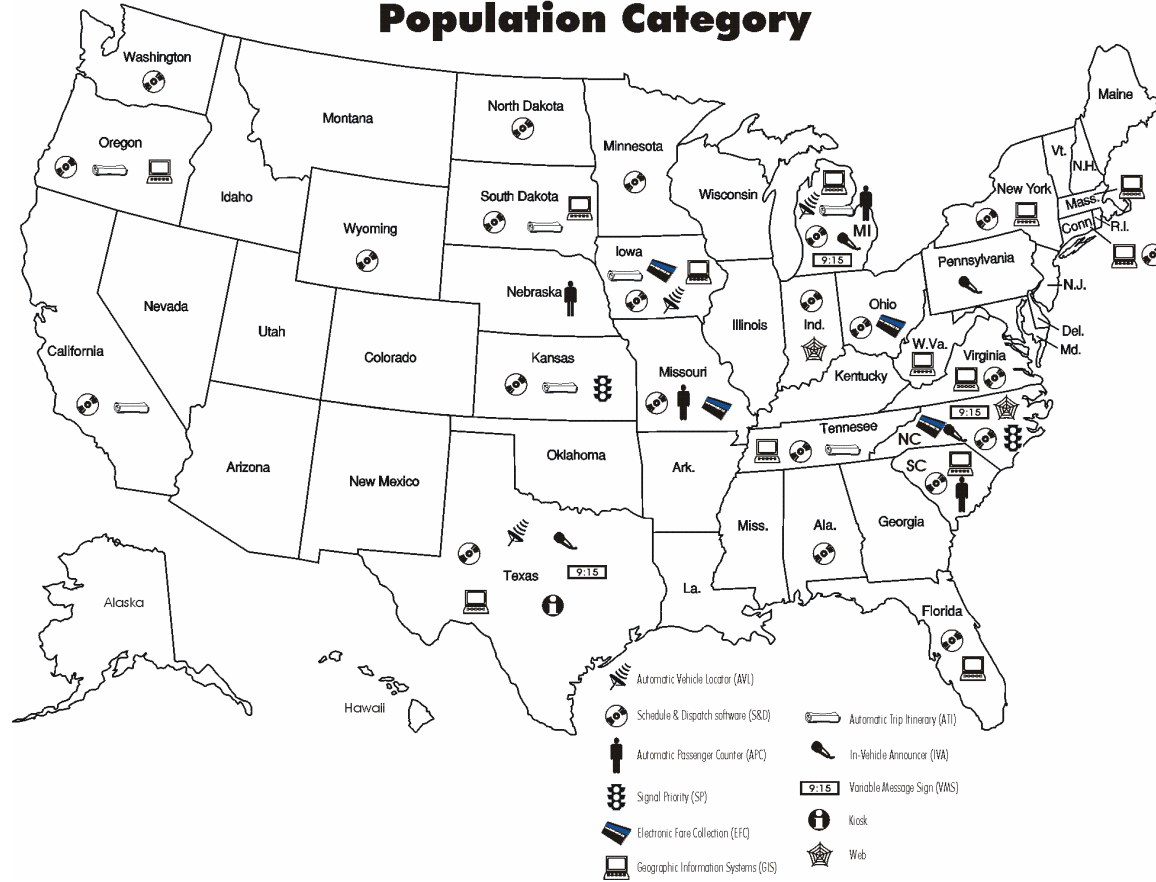 Population Category
Washington
Maine
North Dakota
Montana
Oregon
Minnesota
Vt.
N.H.
Idaho
South Dakota
Wisconsin
New York
Mass.
Wyoming
MI
Conn.
R.I.
9:15
Iowa
Pennsylvania
Nebraska
N.J.
Nevada
Ohio
Utah
Illinois
Ind.
Del.
California
Colorado
Kansas
W.Va.
Md.
Missouri
Virginia
Kentucky
9:15
Tennesee
NC
Oklahoma
SC
Arizona
New Mexico
Ark.
Miss.
Ala.
Georgia
Texas
9:15
La.
Alaska
Florida
Hawaii
Automatic Vehicle Locator (AVL)
Schedule & Dispatch software (S&D)
Automatic Passenger Counter (APC)
Signal Priority (SP)
Electronic Fare Collection (EFC)
Geographic Information Systems (GIS)
Automatic Trip Itinerary (ATI)
In-Vehicle Announcer (IVA)
9:15
Variable Message Sign (VMS)
Kiosk
Web